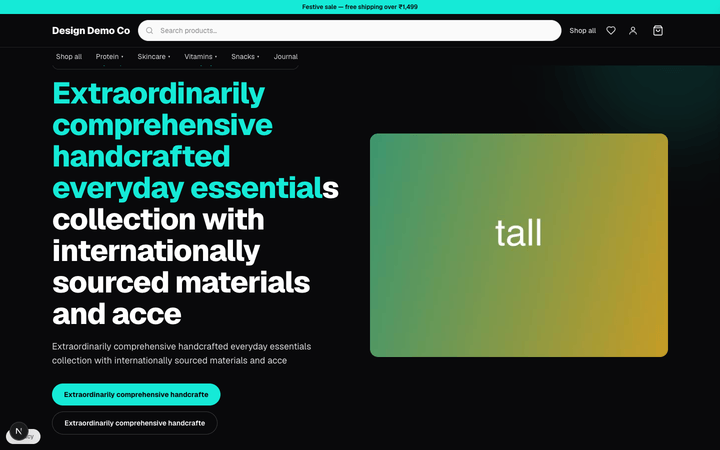 Festive sale — free shipping over ₹1,499
Design Demo Co
Search products...
Shop all
Shop all
Protein
Skincare
Vitamins
Snacks
Journal
Extraordinarily
comprehensive
handcrafted
everyday essentials
collection with
internationally
sourced materials
and acce
tall
Extraordinarily comprehensive handcrafted everyday essentials
collection with internationally sourced materials and acce
Extraordinarily comprehensive handcrafte
Extraordinarily comprehensive handcrafte
N